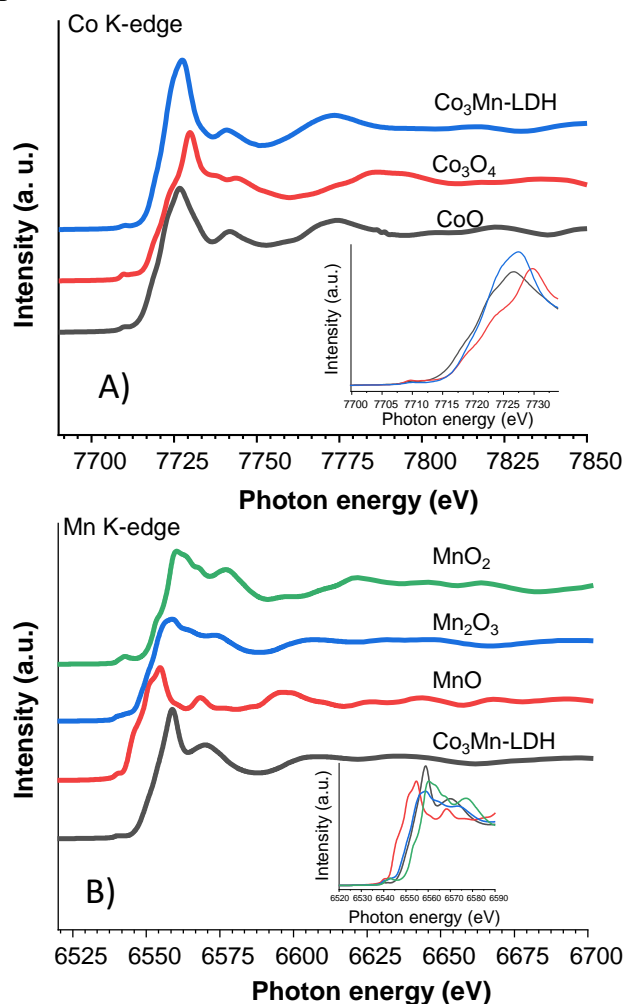 Co K-edge
Co₃Mn-LDH
Co₃O₄
CoO
Intensity (a. u.)
A)
Intensity (a.u.)
7700 7705 7710 7715 7720 7725 7730
Photon energy (eV)
7700 7725 7750 7775 7800 7825 7850
Photon energy (eV)
Mn K-edge
MnO₂
Mn₂O₃
MnO
Co₃Mn-LDH
Intensity (a.u.)
B)
Intensity (a.u.)
6520 6530 6540 6550 6560 6570 6580 6590
Photon energy (eV)
6525 6550 6575 6600 6625 6650 6675 6700
Photon energy (eV)